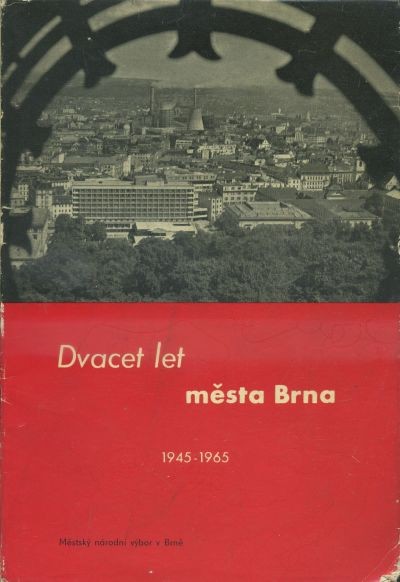 Dvacet let
města Brna
1945-1965
Městský národní výbor v Brně